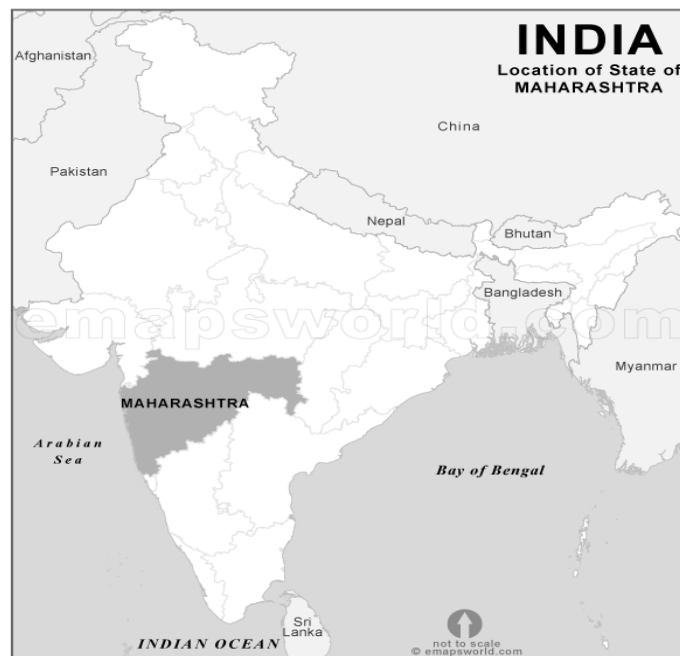 INDIA
Location of State of
MAHARASHTRA
Afghanistan
China
Pakistan
Nepal
Bhutan
Bangladesh
emapsworld.com
Myanmar
MAHARASHTRA
Arabian
Sea
Bay of Bengal
Sri
Lanka
INDIAN OCEAN
not to scale
© emapsworld.com